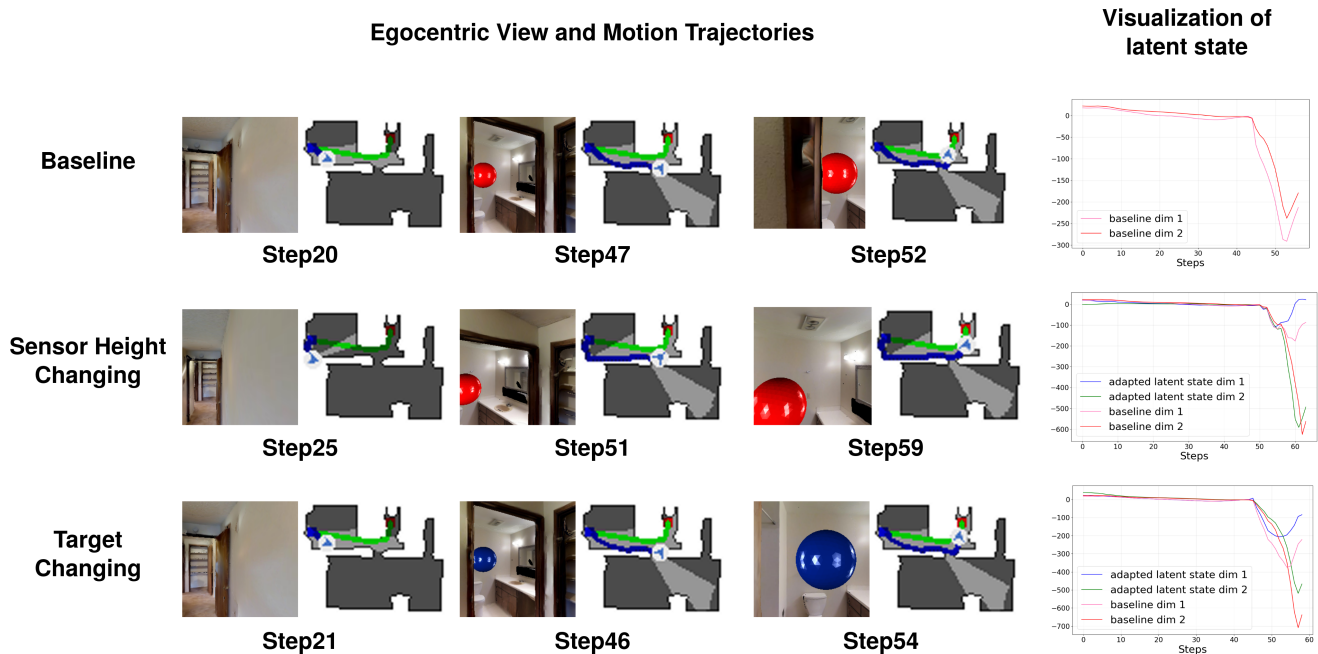 Egocentric View and Motion Trajectories
Visualization of
latent state
Baseline
Step20
Step47
Step52
0
−50
−100
−150
−200
−250
−300
baseline dim 1
baseline dim 2
0
10
20
30
40
50
Steps
Sensor Height
Changing
Step25
Step51
Step59
0
−100
−200
−300
−400
−500
−600
adapted latent state dim 1
adapted latent state dim 2
baseline dim 1
baseline dim 2
0
10
20
30
40
50
60
Steps
Target
Changing
Step21
Step46
Step54
0
−100
−200
−300
−400
−500
−600
−700
adapted latent state dim 1
adapted latent state dim 2
baseline dim 1
baseline dim 2
0
10
20
30
40
50
60
Steps